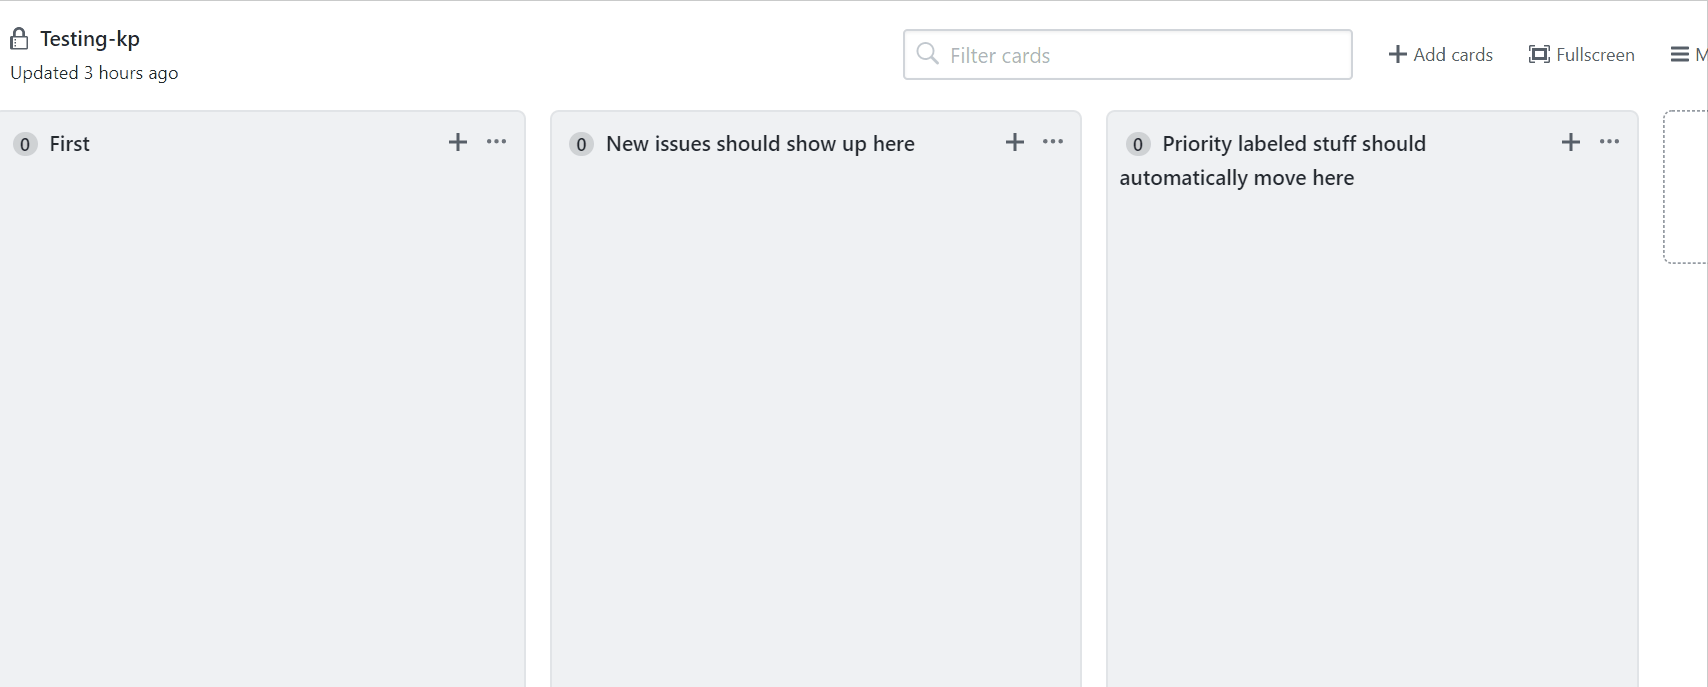 Testing-kp
Updated 3 hours ago
Filter cards
Add cards
Fullscreen
M
0 First
0 New issues should show up here
0 Priority labeled stuff should
automatically move here